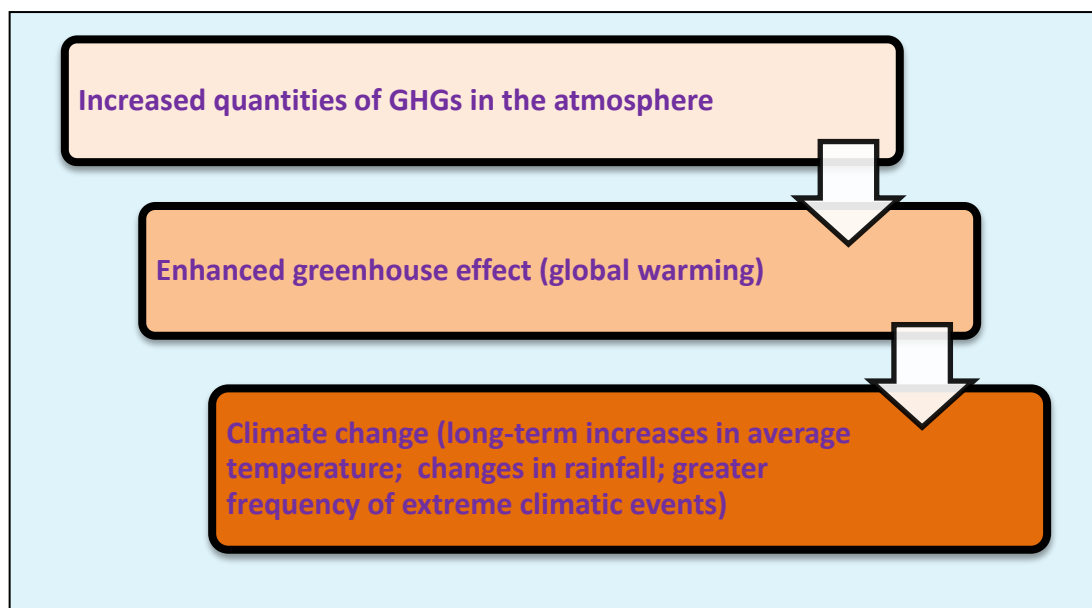 Increased quantities of GHGs in the atmosphere
Enhanced greenhouse effect (global warming)
Climate change (long-term increases in average
temperature;  changes in rainfall; greater
frequency of extreme climatic events)